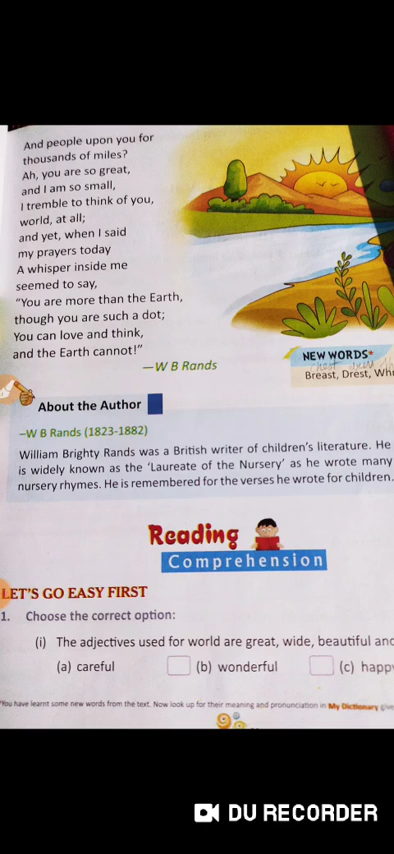 And people upon you for
thousands of miles?
Ah, you are so great,
and I am so small,
I tremble to think of you,
world, at all;
and yet, when I said
my prayers today
A whisper inside me
seemed to say,
“You are more than the Earth,
though you are such a dot;
You can love and think,
and the Earth cannot!”
—W B Rands
NEW WORDS*
Breast, Drest, Wh
About the Author
–W B Rands (1823-1882)
William Brighty Rands was a British writer of children’s literature. He
is widely known as the ‘Laureate of the Nursery’ as he wrote many
nursery rhymes. He is remembered for the verses he wrote for children.
Reading
Comprehension
LET’S GO EASY FIRST
1. Choose the correct option:
(i) The adjectives used for world are great, wide, beautiful and
(a) careful (b) wonderful (c) happ
*You have learnt some new words from the text. Now look up for their meaning and pronunciation in My Dictionary give
9
DU RECORDER